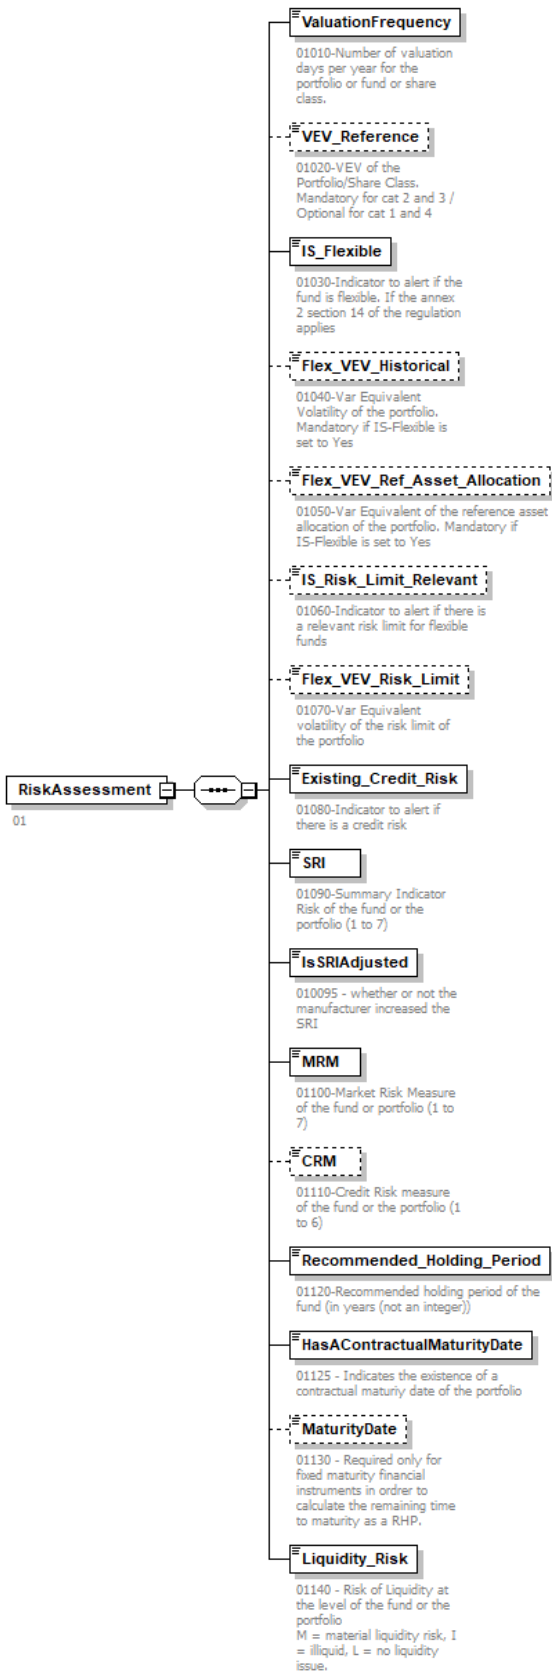 ValuationFrequency
01010-Number of valuation
days per year for the
portfolio or fund or share
class.
VEV_Reference
01020-VEV of the
Portfolio/Share Class.
Mandatory for cat 2 and 3 /
Optional for cat 1 and 4
IS_Flexible
01030-Indicator to alert if the
fund is flexible. If the annex
2 section 14 of the regulation
applies
Flex_VEV_Historical
01040-Var Equivalent
Volatility of the portfolio.
Mandatory if IS-Flexible is
set to Yes
Flex_VEV_Ref_Asset_Allocation
01050-Var Equivalent of the reference asset
allocation of the portfolio. Mandatory if
IS-Flexible is set to Yes
IS_Risk_Limit_Relevant
01060-Indicator to alert if there is
a relevant risk limit for flexible
funds
Flex_VEV_Risk_Limit
01070-Var Equivalent
volatility of the risk limit of
the portfolio
RiskAssessment
01
Existing_Credit_Risk
01080-Indicator to alert if
there is a credit risk
SRI
01090-Summary Indicator
Risk of the fund or the
portfolio (1 to 7)
IsSRIAdjusted
010095 - whether or not the
manufacturer increased the
SRI
MRM
01100-Market Risk Measure
of the fund or portfolio (1 to
7)
CRM
01110-Credit Risk measure
of the fund or the portfolio (1
to 6)
Recommended_Holding_Period
01120-Recommended holding period of the
fund (in years (not an integer))
HasAContractualMaturityDate
01125 - Indicates the existence of a
contractual maturiy date of the portfolio
MaturityDate
01130 - Required only for
fixed maturity financial
instruments in ordrer to
calculate the remaining time
to maturity as a RHP.
Liquidity_Risk
01140 - Risk of Liquidity at
the level of the fund or the
portfolio
M = material liquidity risk, I
= illiquid, L = no liquidity
issue.